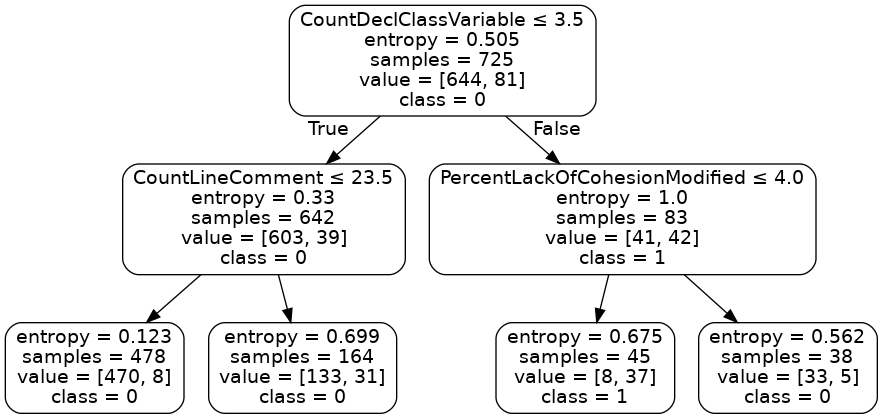 CountDeclClassVariable ≤ 3.5
entropy = 0.505
samples = 725
value = [644, 81]
class = 0
True
False
CountLineComment ≤ 23.5
entropy = 0.33
samples = 642
value = [603, 39]
class = 0
PercentLackOfCohesionModified ≤ 4.0
entropy = 1.0
samples = 83
value = [41, 42]
class = 1
entropy = 0.123
samples = 478
value = [470, 8]
class = 0
entropy = 0.699
samples = 164
value = [133, 31]
class = 0
entropy = 0.675
samples = 45
value = [8, 37]
class = 1
entropy = 0.562
samples = 38
value = [33, 5]
class = 0